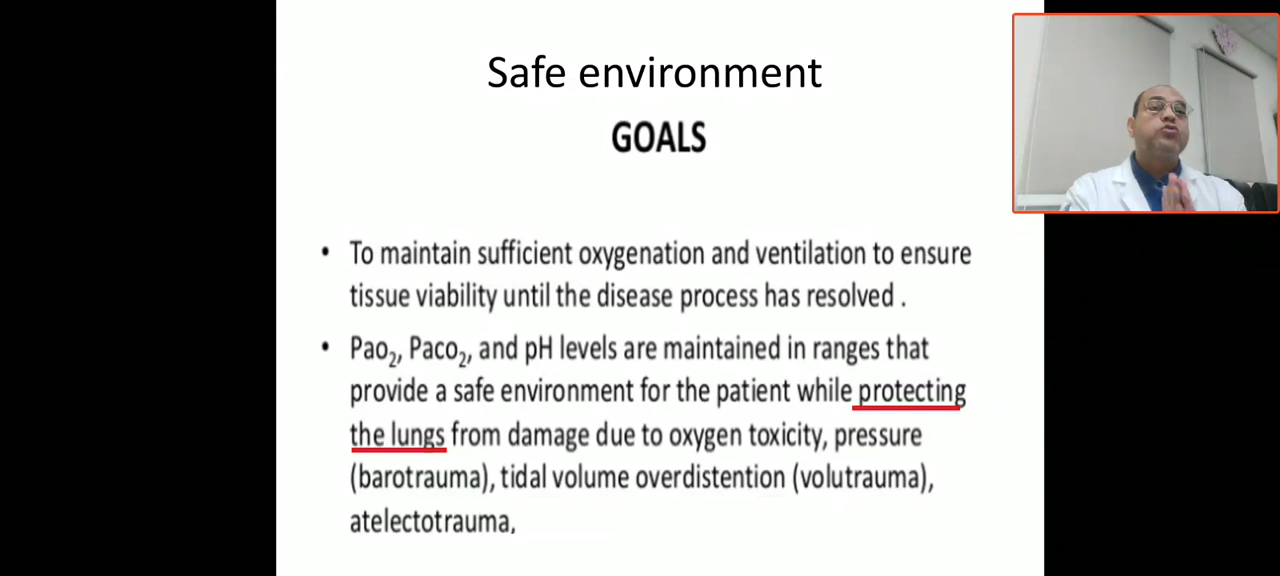 Safe environment
GOALS
• To maintain sufficient oxygenation and ventilation to ensure
tissue viability until the disease process has resolved .
• Pao₂, Paco₂, and pH levels are maintained in ranges that
provide a safe environment for the patient while protecting
the lungs from damage due to oxygen toxicity, pressure
(barotrauma), tidal volume overdistention (volutrauma),
atelectotrauma,